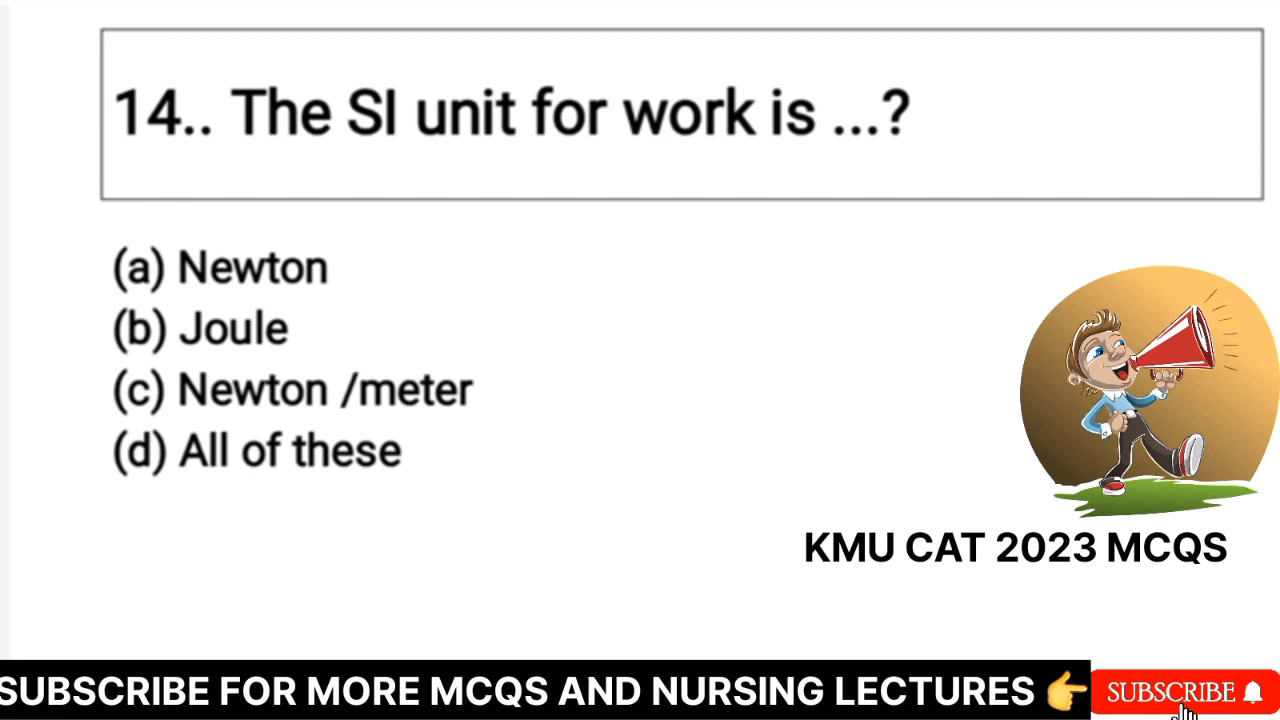 14.. The SI unit for work is ...?
(a) Newton
(b) Joule
(c) Newton /meter
(d) All of these
KMU CAT 2023 MCQS
SUBSCRIBE FOR MORE MCQS AND NURSING LECTURES 👉 SUBSCRIBE